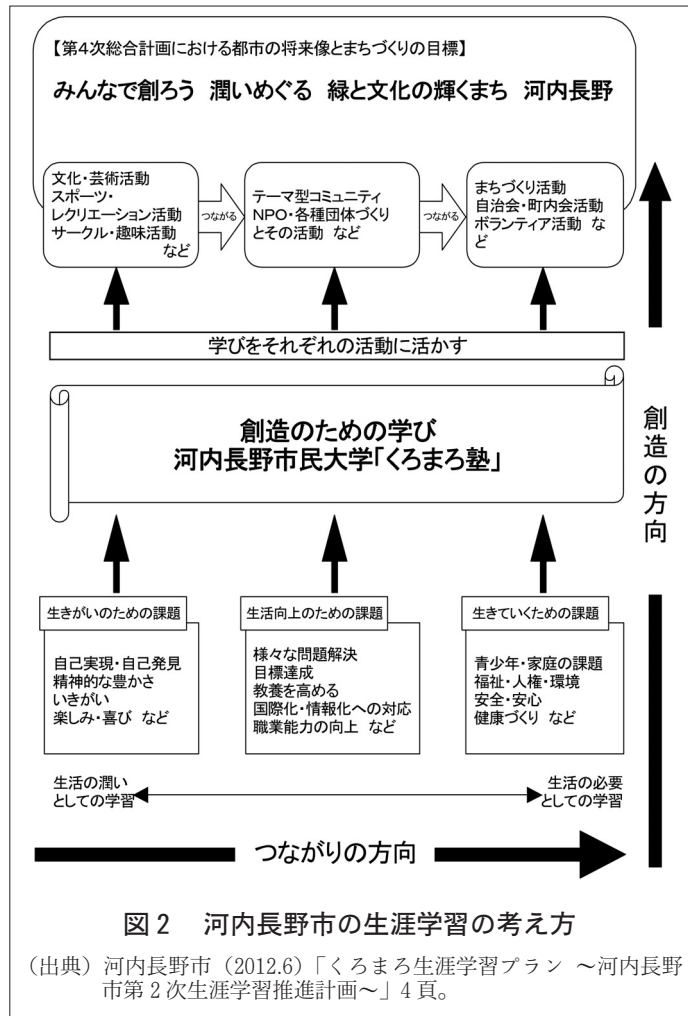 【第4次総合計画における都市の将来像とまちづくりの目標】
みんなで創ろう 潤いめぐる 緑と文化の輝くまち 河内長野
文化・芸術活動
スポーツ・
レクリエーション活動
サークル・趣味活動
など
つながる
テーマ型コミュニティ
NPO・各種団体づくり
とその活動 など
つながる
まちづくり活動
自治会・町内会活動
ボランティア活動 な
ど
学びをそれぞれの活動に活かす
創造のための学び
河内長野市民大学「くろまろ塾」
創造の方向
生きがいのための課題
自己実現・自己発見
精神的な豊かさ
いきがい
楽しみ・喜び など
生活向上のための課題
様々な問題解決
目標達成
教養を高める
国際化・情報化への対応
職業能力の向上 など
生きていくための課題
青少年・家庭の課題
福祉・人権・環境
安全・安心
健康づくり など
生活の潤い
としての学習
生活の必要
としての学習
つながりの方向
図2 河内長野市の生涯学習の考え方
(出典)河内長野市(2012.6)「くろまろ生涯学習プラン ~河内長野
市第2次生涯学習推進計画~」4頁。